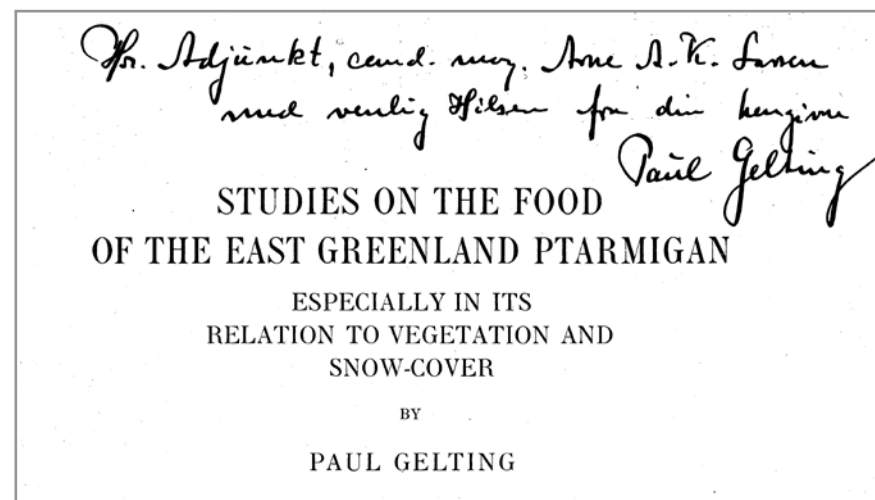 Hr. Adjunkt, cand. mag. Arne A. K. Larsen
med venlig Hilsen fra din hengivne
Paul Gelting
STUDIES ON THE FOOD
OF THE EAST GREENLAND PTARMIGAN
ESPECIALLY IN ITS
RELATION TO VEGETATION AND
SNOW-COVER
BY
PAUL GELTING